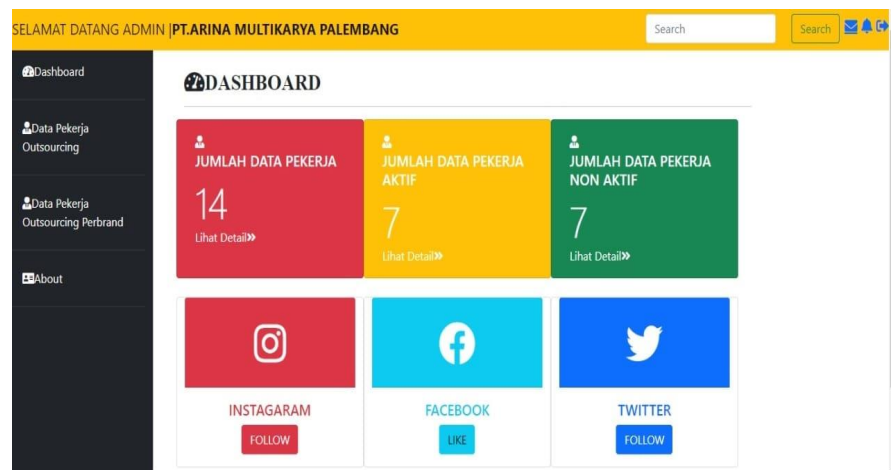 SELAMAT DATANG ADMIN |PT.ARINA MULTIKARYA PALEMBANG
Search
Search
Dashboard
Data Pekerja
Outsourcing
Data Pekerja
Outsourcing Perbrand
About
DASHBOARD
JUMLAH DATA PEKERJA
14
Lihat Detail»
JUMLAH DATA PEKERJA
AKTIF
7
Lihat Detail»
JUMLAH DATA PEKERJA
NON AKTIF
7
Lihat Detail»
INSTAGARAM
FOLLOW
FACEBOOK
LIKE
TWITTER
FOLLOW